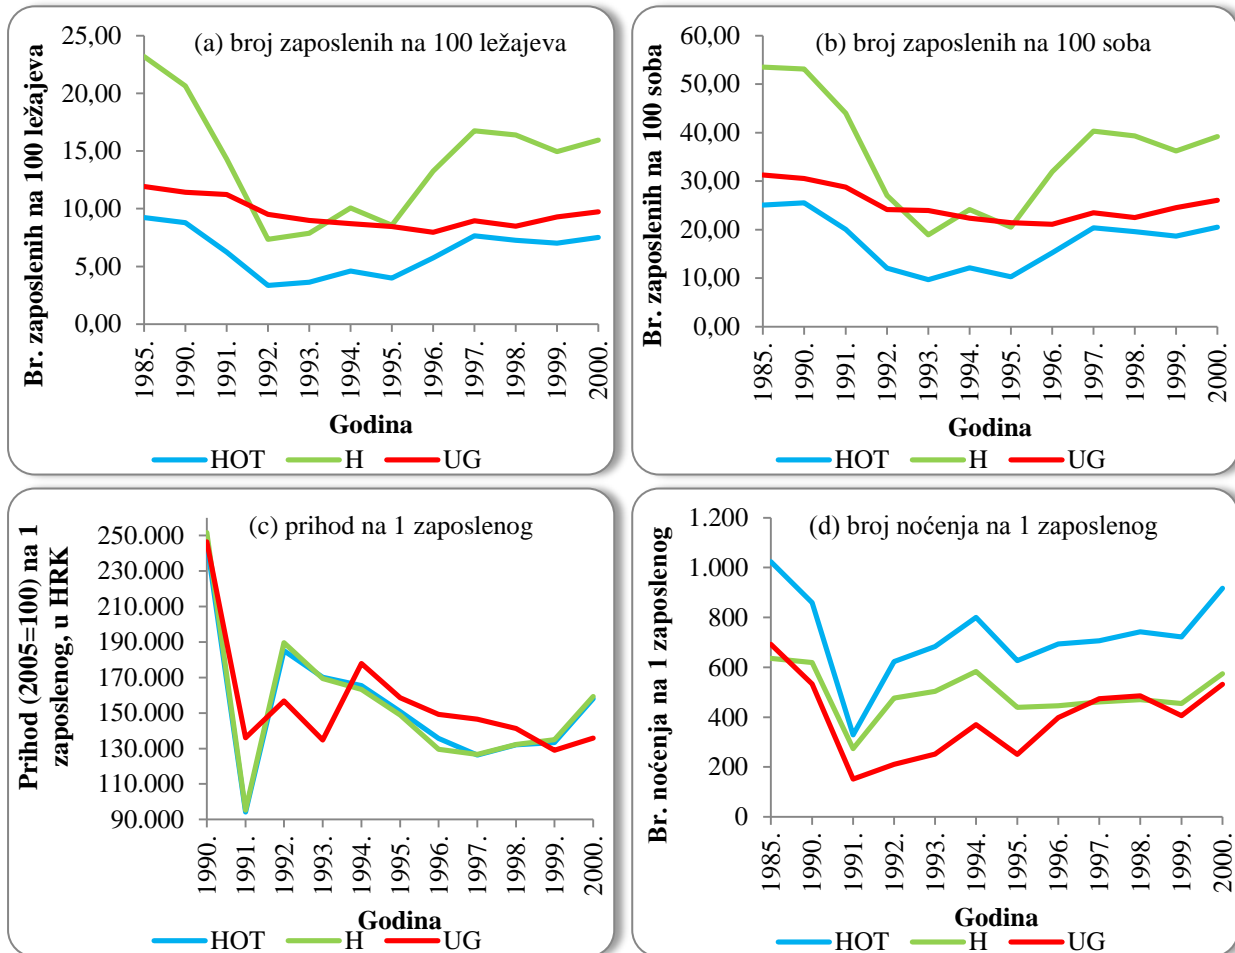 (a) broj zaposlenih na 100 ležajeva
Br. zaposlenih na 100 ležajeva
25,00
20,00
15,00
10,00
5,00
0,00
1985. 1990. 1991. 1992. 1993. 1994. 1995. 1996. 1997. 1998. 1999. 2000.
Godina
HOT H UG
(b) broj zaposlenih na 100 soba
Br. zaposlenih na 100 soba
60,00
50,00
40,00
30,00
20,00
10,00
0,00
1985. 1990. 1991. 1992. 1993. 1994. 1995. 1996. 1997. 1998. 1999. 2000.
Godina
HOT H UG
(c) prihod na 1 zaposlenog
Prihod (2005=100) na 1
zaposlenog, u HRK
250.000
230.000
210.000
190.000
170.000
150.000
130.000
110.000
90.000
1990. 1991. 1992. 1993. 1994. 1995. 1996. 1997. 1998. 1999. 2000.
Godina
HOT H UG
(d) broj noćenja na 1 zaposlenog
Br. noćenja na 1 zaposlenog
1.200
1.000
800
600
400
200
0
1985. 1990. 1991. 1992. 1993. 1994. 1995. 1996. 1997. 1998. 1999. 2000.
Godina
HOT H UG